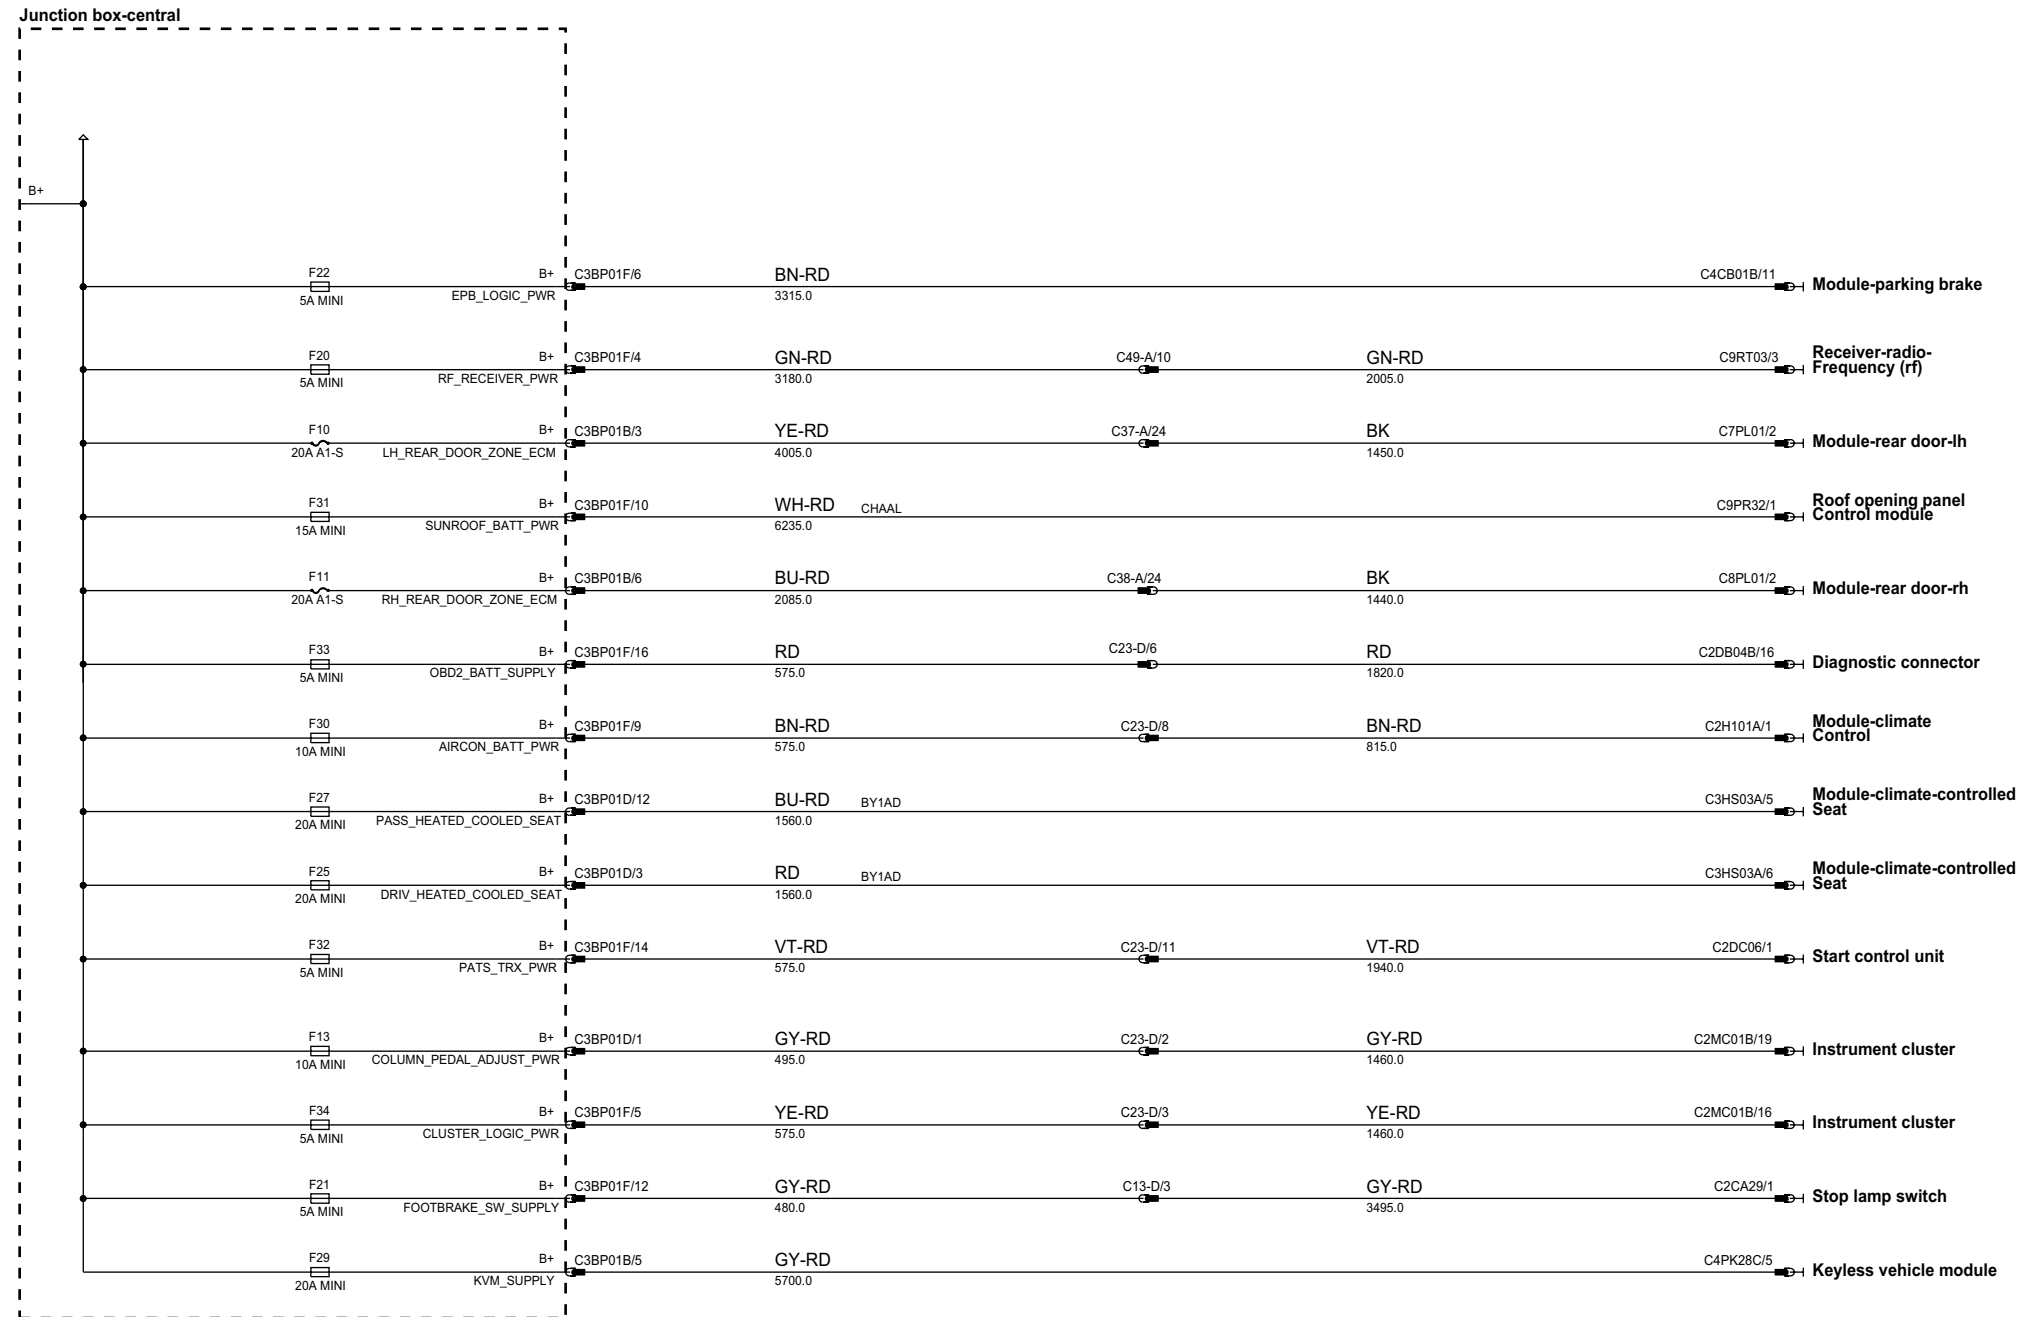 Junction box-central
B+
F22 B+ C3BP01F/6 BN-RD C4CB01B/11 Module-parking brake
5A MINI EPB_LOGIC_PWR 3315.0
F20 B+ C3BP01F/4 GN-RD C49-A/10 GN-RD C9RT03/3 Receiver-radio-
Frequency (rf)
5A MINI RF_RECEIVER_PWR 3180.0 2005.0
F10 B+ C3BP01B/3 YE-RD C37-A/24 BK C7PL01/2 Module-rear door-lh
20A A1-S LH_REAR_DOOR_ZONE_ECM 4005.0 1450.0
F31 B+ C3BP01F/10 WH-RD CHAAL C9PR32/1 Roof opening panel
Control module
15A MINI SUNROOF_BATT_PWR 6235.0
F11 B+ C3BP01B/6 BU-RD C38-A/24 BK C8PL01/2 Module-rear door-rh
20A A1-S RH_REAR_DOOR_ZONE_ECM 2085.0 1440.0
F33 B+ C3BP01F/16 RD C23-D/6 RD C2DB04B/16 Diagnostic connector
5A MINI OBD2_BATT_SUPPLY 575.0 1820.0
F30 B+ C3BP01F/9 BN-RD C23-D/8 BN-RD C2H101A/1 Module-climate
Control
10A MINI AIRCON_BATT_PWR 575.0 815.0
F27 B+ C3BP01D/12 BU-RD BY1AD C3HS03A/5 Module-climate-controlled
Seat
20A MINI PASS_HEATED_COOLED_SEAT 1560.0
F25 B+ C3BP01D/3 RD BY1AD C3HS03A/6 Module-climate-controlled
Seat
20A MINI DRIV_HEATED_COOLED_SEAT 1560.0
F32 B+ C3BP01F/14 VT-RD C23-D/11 VT-RD C2DC06/1 Start control unit
5A MINI PATS_TRX_PWR 575.0 1940.0
F13 B+ C3BP01D/1 GY-RD C23-D/2 GY-RD C2MC01B/19 Instrument cluster
10A MINI COLUMN_PEDAL_ADJUST_PWR 495.0 1460.0
F34 B+ C3BP01F/5 YE-RD C23-D/3 YE-RD C2MC01B/16 Instrument cluster
5A MINI CLUSTER_LOGIC_PWR 575.0 1460.0
F21 B+ C3BP01F/12 GY-RD C13-D/3 GY-RD C2CA29/1 Stop lamp switch
5A MINI FOOTBRAKE_SW_SUPPLY 480.0 3495.0
F29 B+ C3BP01B/5 GY-RD C4PK28C/5 Keyless vehicle module
20A MINI KVM_SUPPLY 5700.0